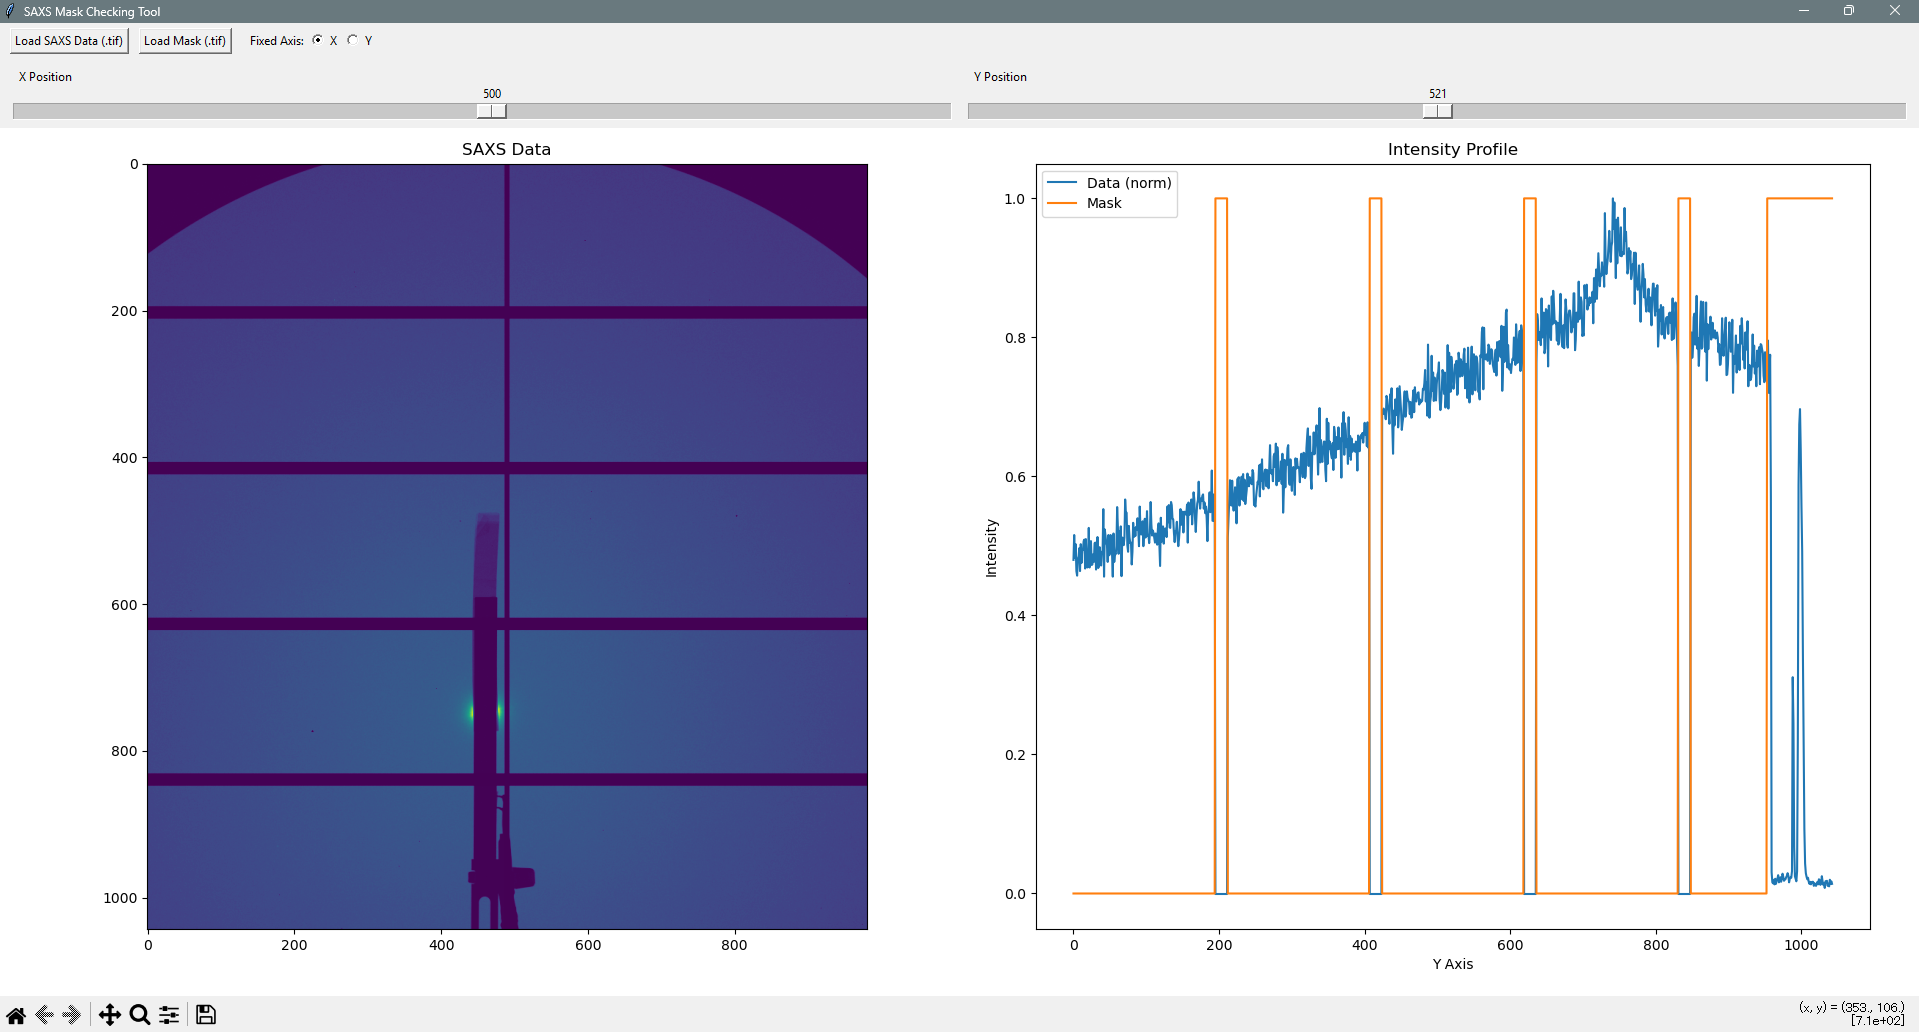 SAXS Mask Checking Tool
Load SAXS Data (.tif) Load Mask (.tif) Fixed Axis: X Y
X Position
500
Y Position
521
SAXS Data
0
200
400
600
800
1000
0 200 400 600 800
Intensity Profile
Data (norm)
Mask
1.0
0.8
0.6
0.4
0.2
0.0
Intensity
0 200 400 600 800 1000
Y Axis
(x, y) = (353., 106.)
[7.1e+02]